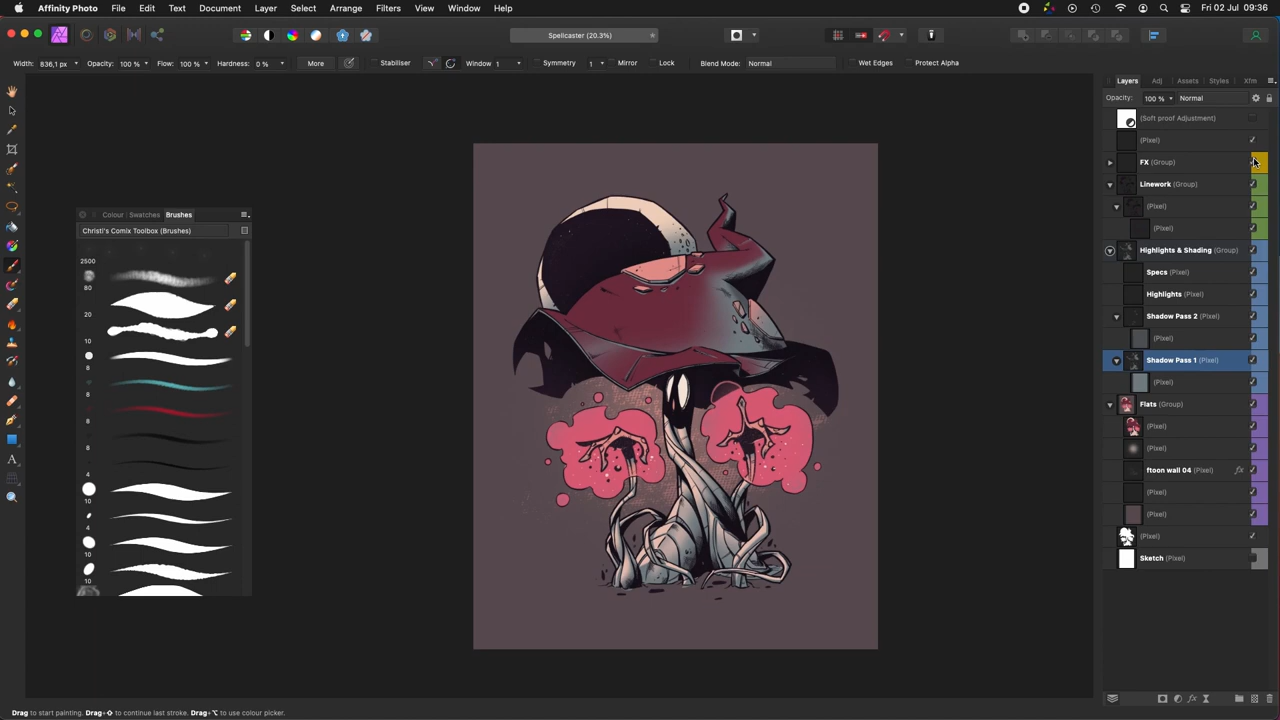 Affinity Photo File Edit Text Document Layer Select Arrange Filters View Window Help Fri 02 Jul 09:36
Spellcaster (20.3%)
Width: 836,1 px Opacity: 100 % Flow: 100 % Hardness: 0 % More Stabiliser Window 1 Symmetry 1 Mirror Lock Blend Mode: Normal Wet Edges Protect Alpha
Layers Adj Assets Styles Xfm
Opacity: 100 % Normal
(Soft proof Adjustment)
(Pixel)
FX (Group)
Linework (Group)
(Pixel)
(Pixel)
Highlights & Shading (Group)
Specs (Pixel)
Highlights (Pixel)
Shadow Pass 2 (Pixel)
(Pixel)
Shadow Pass 1 (Pixel)
(Pixel)
Flats (Group)
(Pixel)
(Pixel)
ftoon wall 04 (Pixel) fx
(Pixel)
(Pixel)
(Pixel)
Sketch (Pixel)
Colour Swatches Brushes
Christi's Comix Toolbox (Brushes)
2500
80
20
10
8
8
8
8
4
10
4
10
10
Drag to start painting. Drag+⇧ to continue last stroke. Drag+⌥ to use colour picker.